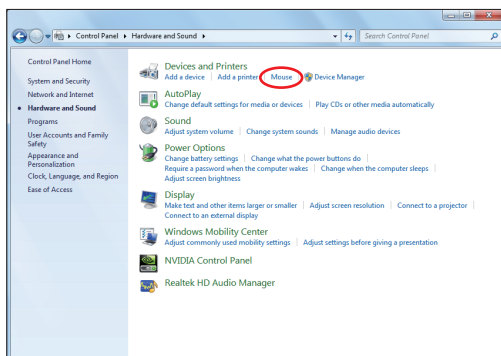 Control Panel ▸ Hardware and Sound ▸
Search Control Panel
Control Panel Home
System and Security
Network and Internet
Hardware and Sound
Programs
User Accounts and Family
Safety
Appearance and
Personalization
Clock, Language, and Region
Ease of Access
Devices and Printers
Add a device | Add a printer | Mouse | Device Manager
AutoPlay
Change default settings for media or devices | Play CDs or other media automatically
Sound
Adjust system volume | Change system sounds | Manage audio devices
Power Options
Change battery settings | Change what the power buttons do |
Require a password when the computer wakes | Change when the computer sleeps |
Adjust screen brightness
Display
Make text and other items larger or smaller | Adjust screen resolution | Connect to a projector |
Connect to an external display
Windows Mobility Center
Adjust commonly used mobility settings | Adjust settings before giving a presentation
NVIDIA Control Panel
Realtek HD Audio Manager